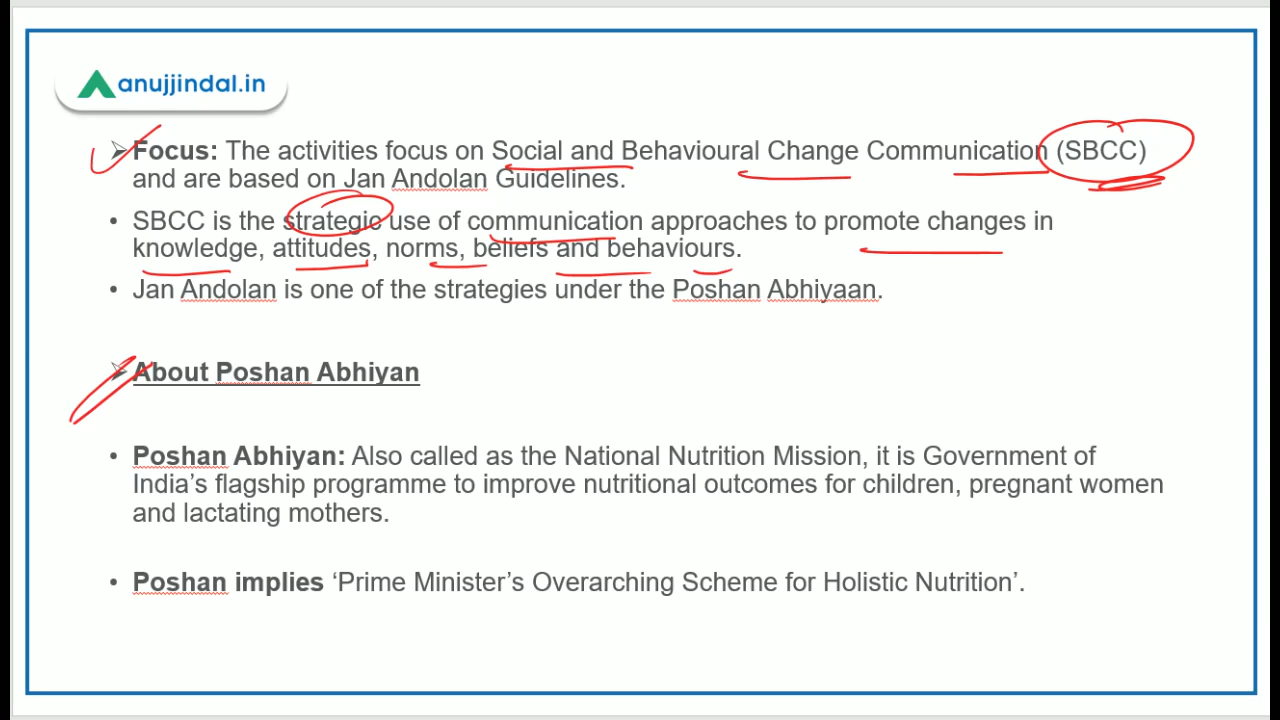 anujjindal.in
➢ Focus: The activities focus on Social and Behavioural Change Communication (SBCC)
and are based on Jan Andolan Guidelines.
• SBCC is the strategic use of communication approaches to promote changes in
knowledge, attitudes, norms, beliefs and behaviours.
• Jan Andolan is one of the strategies under the Poshan Abhiyaan.
➢ About Poshan Abhiyan
• Poshan Abhiyan: Also called as the National Nutrition Mission, it is Government of
India’s flagship programme to improve nutritional outcomes for children, pregnant women
and lactating mothers.
• Poshan implies ‘Prime Minister’s Overarching Scheme for Holistic Nutrition’.